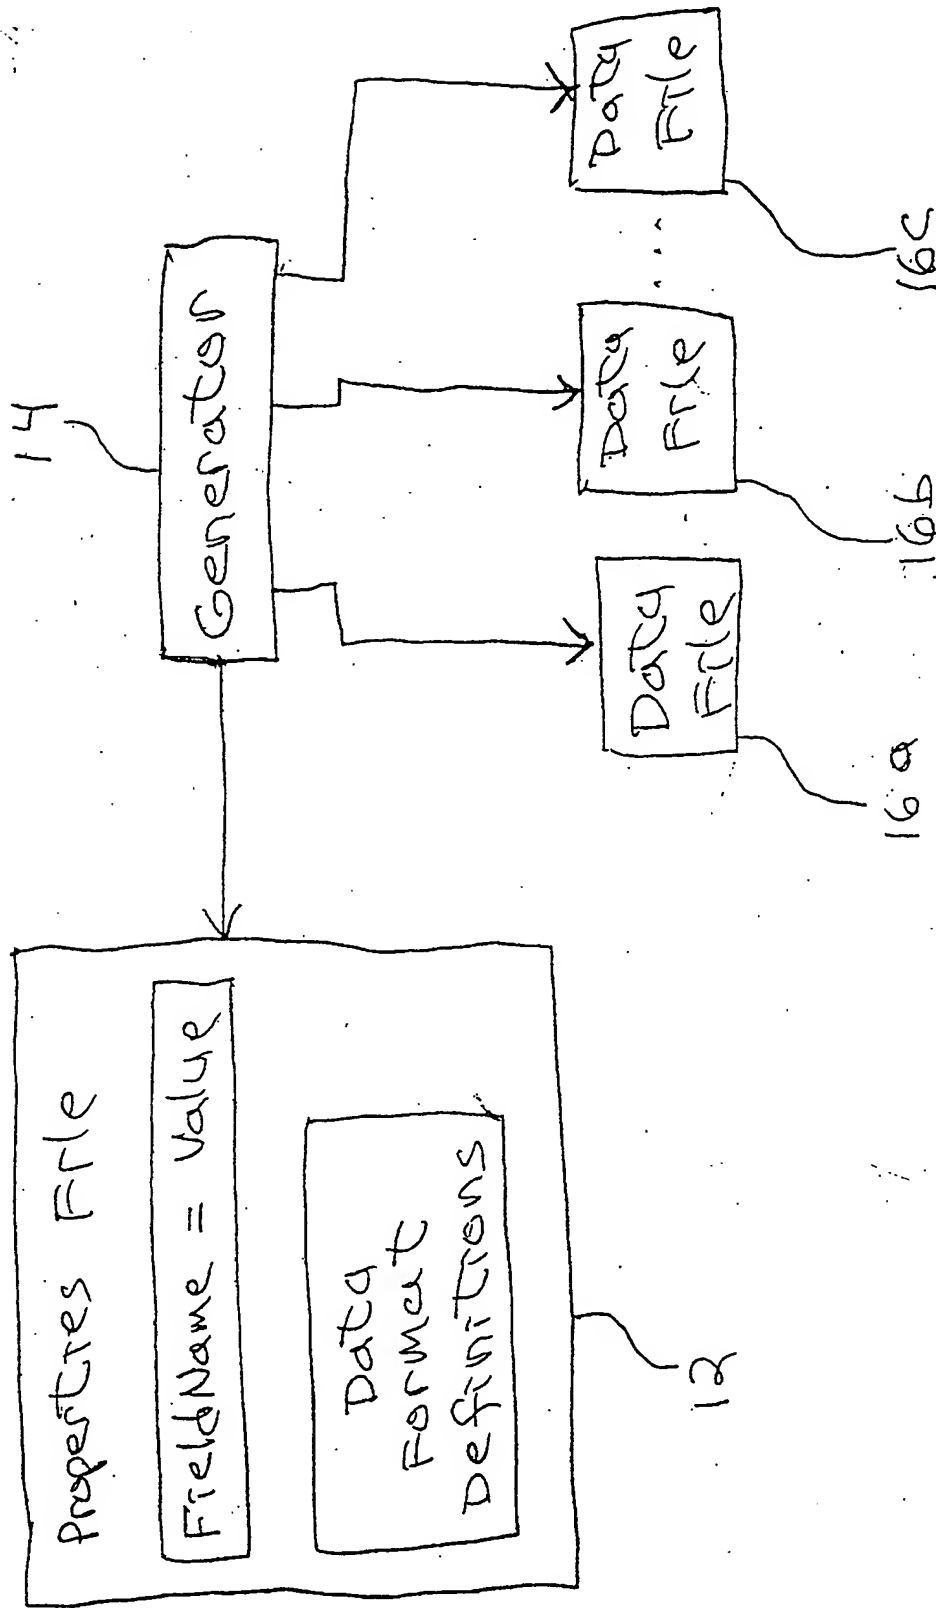 Properties File
FieldName = Value
Data
Format
Definitions
12
14
Generator
Data
File
16a
Data
File
16b
...
Data
File
16c